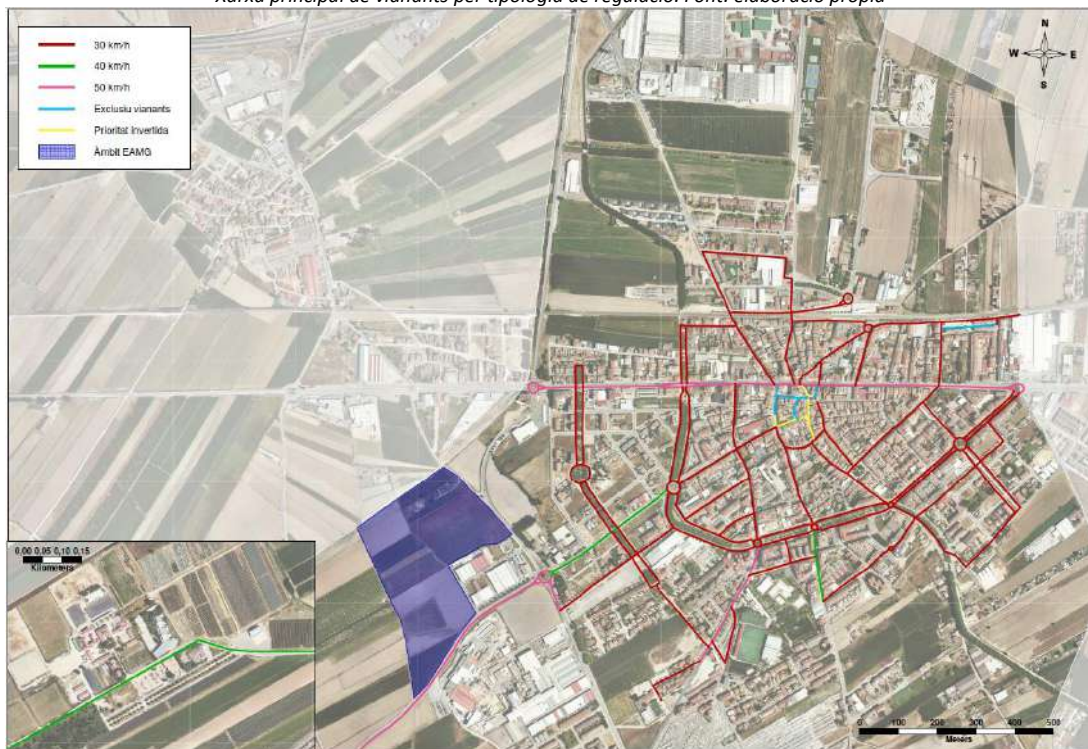 Xarxa principal de vianants per tipologia de regulació. Font: elaboració pròpia
30 km/h
40 km/h
50 km/h
Exclusiu vianants
Prioritat Invertida
Àmbit EAMG
N
W E
S
0,00 0,05 0,10 0,15
Kilometers
0 100 200 300 400 500
Meters